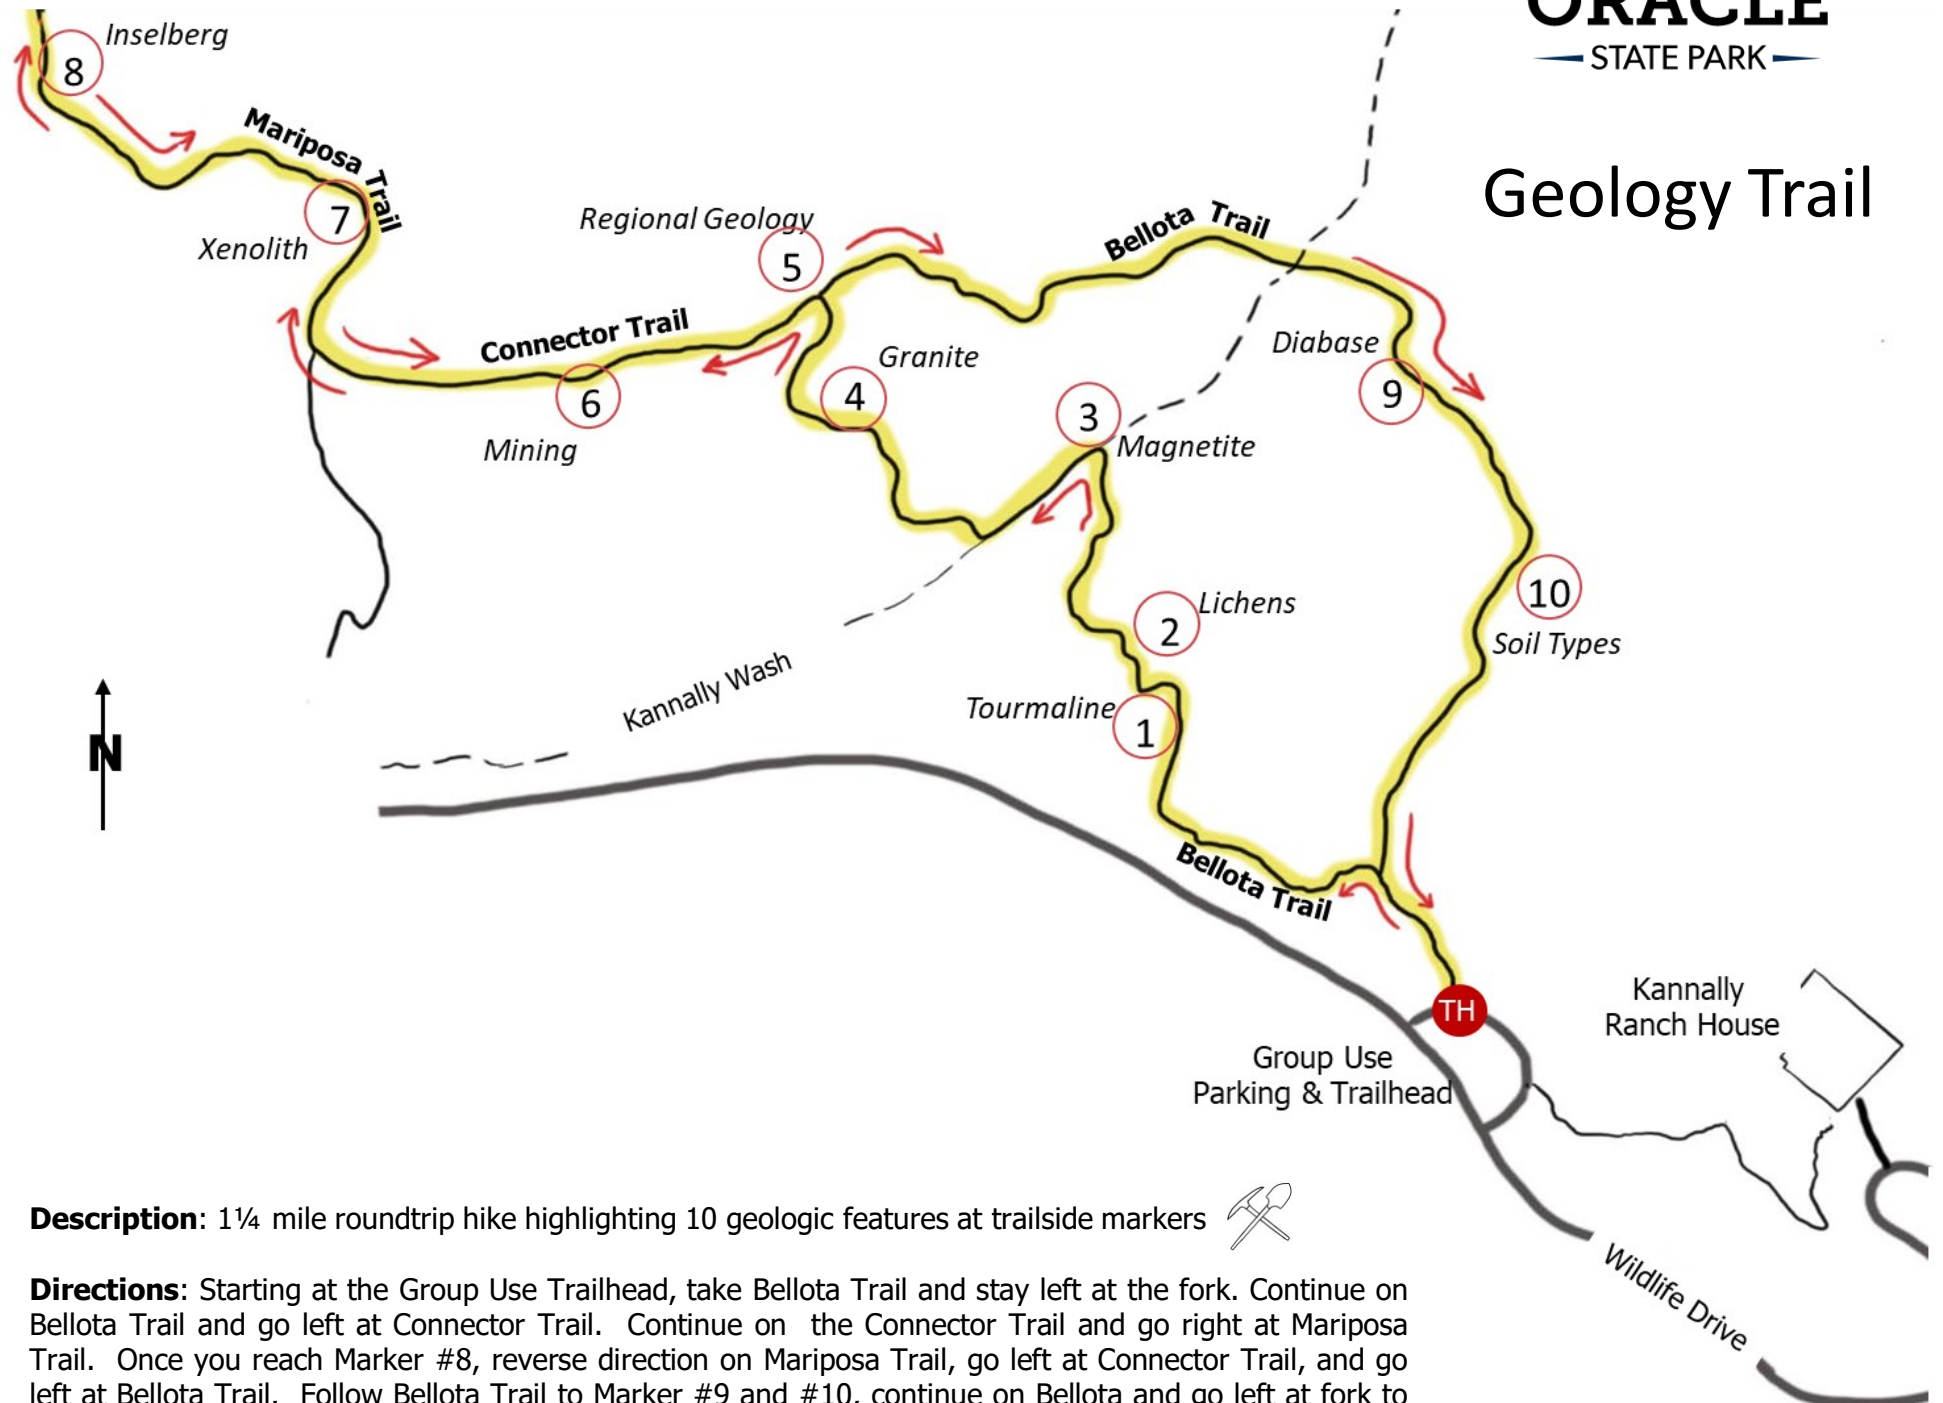 ORACLE
STATE PARK
Geology Trail
Inselberg
8
Mariposa Trail
7
Xenolith
Regional Geology
5
Bellota Trail
Connector Trail
6
Mining
Granite
4
3
Magnetite
Diabase
9
10
Soil Types
Lichens
2
Tourmaline
1
Kannally Wash
N
Bellota Trail
TH
Kannally
Ranch House
Group Use
Parking & Trailhead
Wildlife Drive
Description: 1¼ mile roundtrip hike highlighting 10 geologic features at trailside markers
Directions: Starting at the Group Use Trailhead, take Bellota Trail and stay left at the fork. Continue on
Bellota Trail and go left at Connector Trail. Continue on the Connector Trail and go right at Mariposa
Trail. Once you reach Marker #8, reverse direction on Mariposa Trail, go left at Connector Trail, and go
left at Bellota Trail. Follow Bellota Trail to Marker #9 and #10, continue on Bellota and go left at fork to